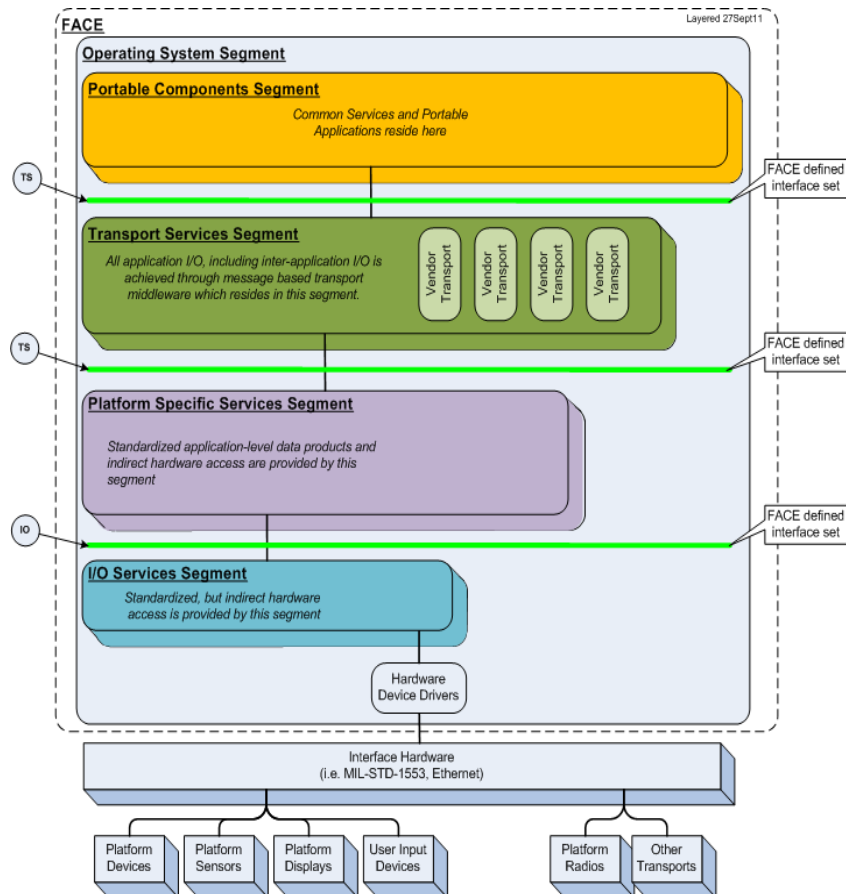 Layered 27Sept11
FACE
Operating System Segment
Portable Components Segment
Common Services and Portable
Applications reside here
TS
FACE defined
interface set
Transport Services Segment
All application I/O, including inter-application I/O is
achieved through message based transport
middleware which resides in this segment.
Vendor
Transport
Vendor
Transport
Vendor
Transport
Vendor
Transport
TS
FACE defined
interface set
Platform Specific Services Segment
Standardized application-level data products and
indirect hardware access are provided by this
segment
IO
FACE defined
interface set
I/O Services Segment
Standardized, but indirect hardware
access is provided by this segment
Hardware
Device Drivers
Interface Hardware
(i.e. MIL-STD-1553, Ethernet)
Platform
Devices
Platform
Sensors
Platform
Displays
User Input
Devices
Platform
Radios
Other
Transports